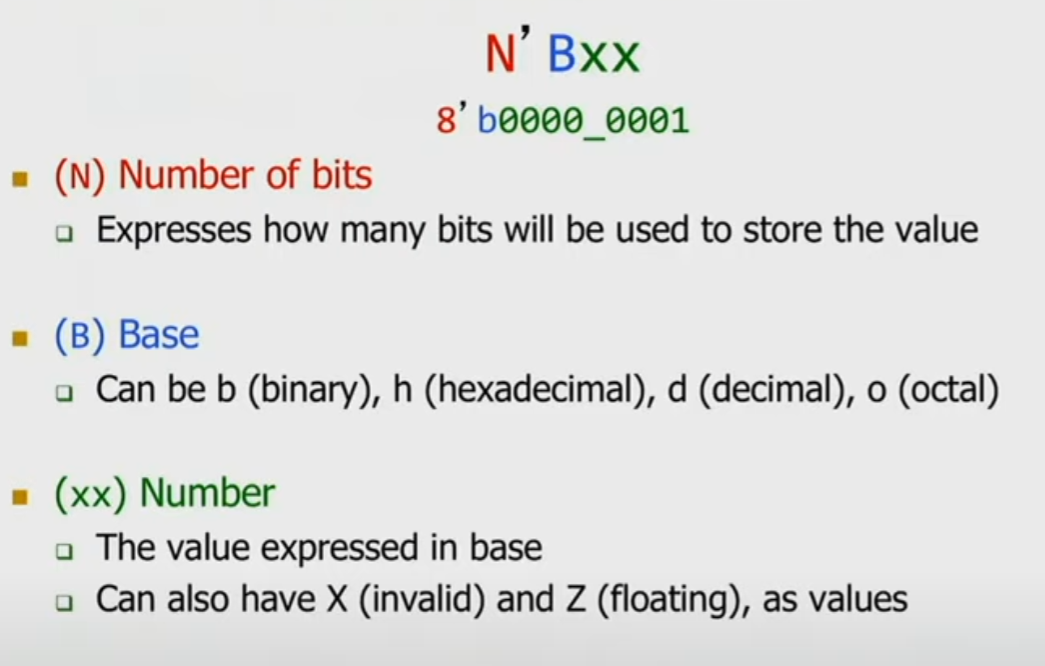 N’Bxx
8’b0000_0001
(N) Number of bits
Expresses how many bits will be used to store the value
(B) Base
Can be b (binary), h (hexadecimal), d (decimal), o (octal)
(xx) Number
The value expressed in base
Can also have X (invalid) and Z (floating), as values